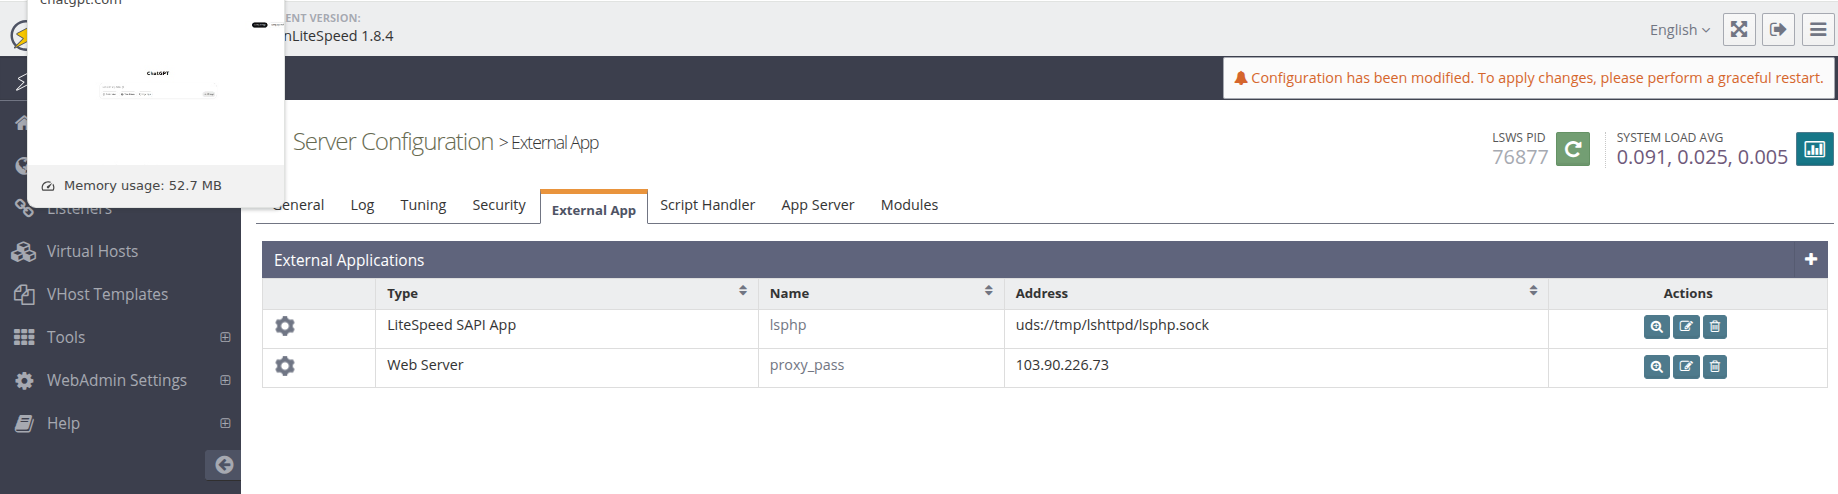 chatgpt.com
ENT VERSION:
nLiteSpeed 1.8.4
English
ChatGPT
Configuration has been modified. To apply changes, please perform a graceful restart.
Server Configuration > External App
LSWS PID
76877
SYSTEM LOAD AVG
0.091, 0.025, 0.005
Memory usage: 52.7 MB
Listeners
Virtual Hosts
VHost Templates
Tools
WebAdmin Settings
Help
General Log Tuning Security External App Script Handler App Server Modules
External Applications
Type Name Address Actions
LiteSpeed SAPI App lsphp uds://tmp/lshttpd/lsphp.sock
Web Server proxy_pass 103.90.226.73